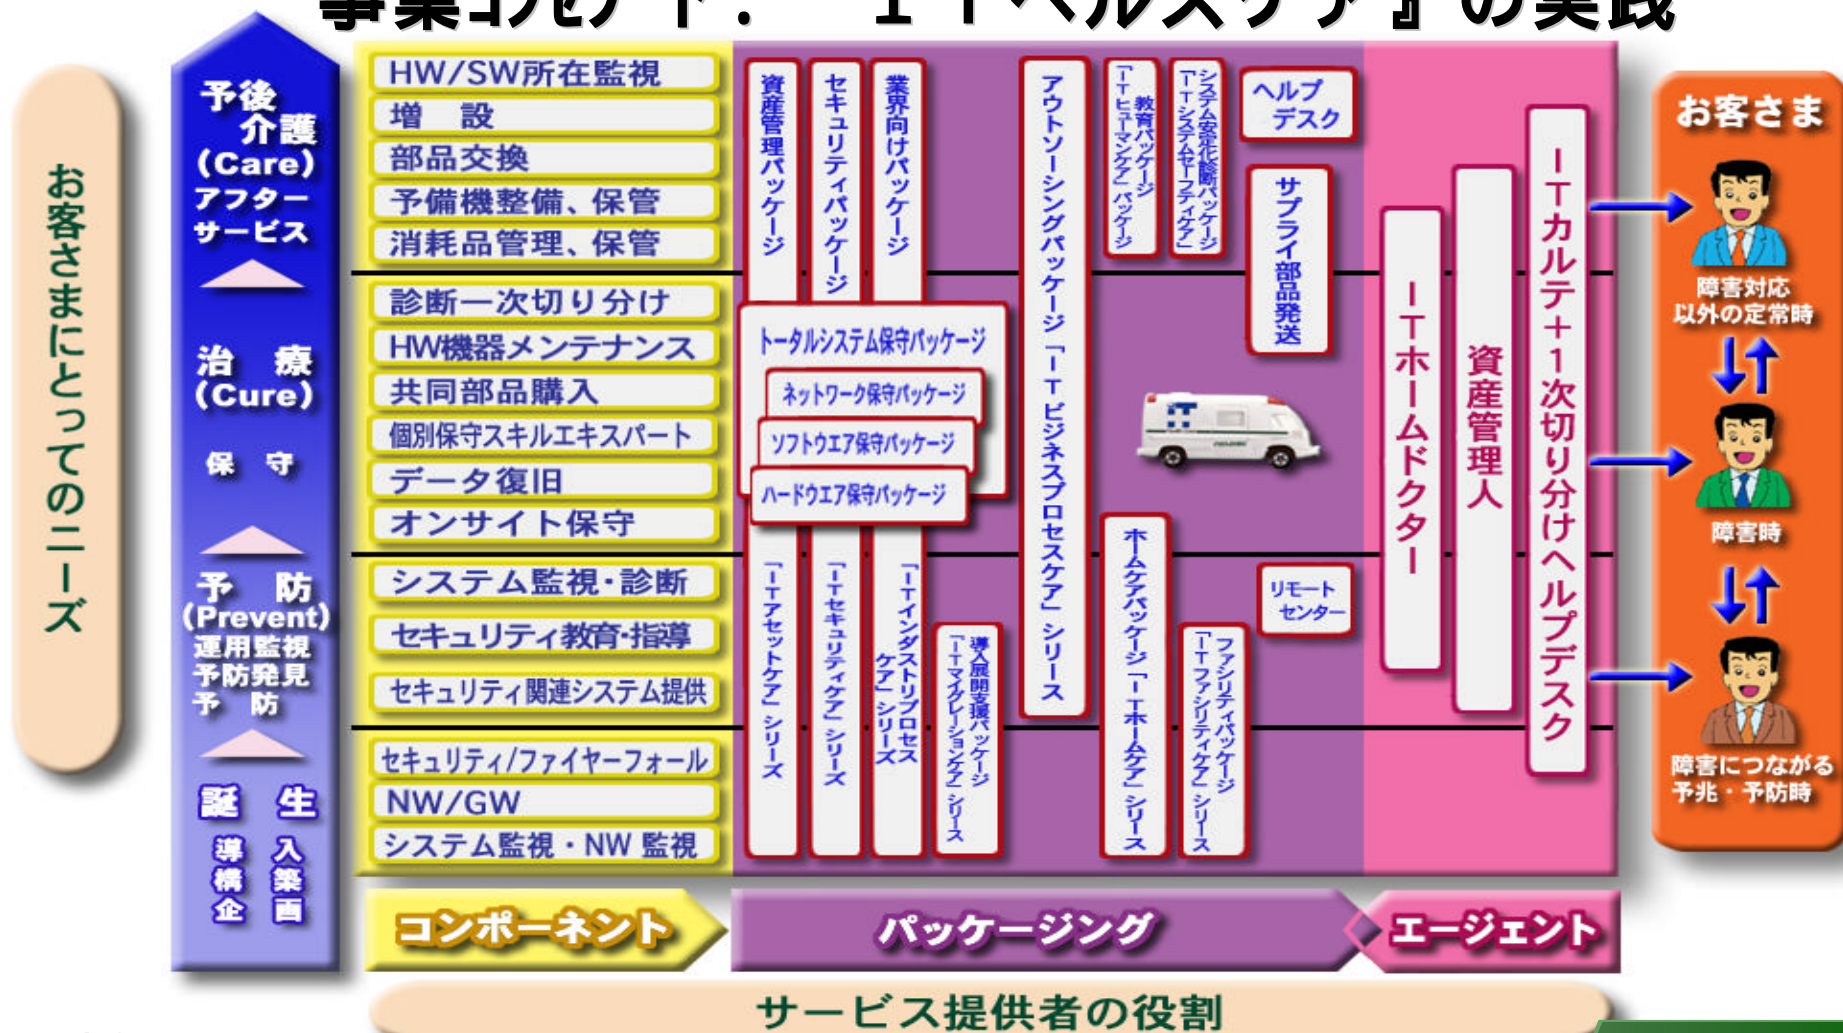 事業コンセプト：『ＩＴヘルスケア』の実践
お客さまにとってのニーズ
予後
介護
(Care)
アフター
サービス
治　療
(Cure)
保　守
予　防
(Prevent)
運用監視
予防発見
予　防
誕　生
導　入
構　築
企　画
HW/SW所在監視
増　設
部品交換
予備機整備、保管
消耗品管理、保管
診断一次切り分け
HW機器メンテナンス
共同部品購入
個別保守スキルエキスパート
データ復旧
オンサイト保守
システム監視・診断
セキュリティ教育・指導
セキュリティ関連システム提供
セキュリティ/ファイヤーフォール
NW/GW
システム監視・NW 監視
資産管理パッケージ
「ITアセットケア」シリーズ
セキュリティパッケージ
「ITセキュリティケア」シリーズ
業界向けパッケージ
「ITインダストリプロセス
ケア」シリーズ
トータルシステム保守パッケージ
ネットワーク保守パッケージ
ソフトウエア保守パッケージ
ハードウエア保守パッケージ
導入展開支援パッケージ
「ITマイグレーションケア」シリーズ
アウトソーシングパッケージ「ITビジネスプロセスケア」シリーズ
教育パッケージ
「ITヒューマンケア」パッケージ
システム安定化診断パッケージ
「ITシステムセーフティケア」
ヘルプ
デスク
サプライ部品発送
iT
ホームケアパッケージ「ITホームケア」シリーズ
ファシリティパッケージ
「ITファシリティケア」シリーズ
リモート
センター
ITホームドクター
資産管理人
ITカルテ＋1次切り分けヘルプデスク
お客さま
障害対応
以外の定常時
障害時
障害につながる
予兆・予防時
コンポーネント
パッケージング
エージェント
サービス提供者の役割